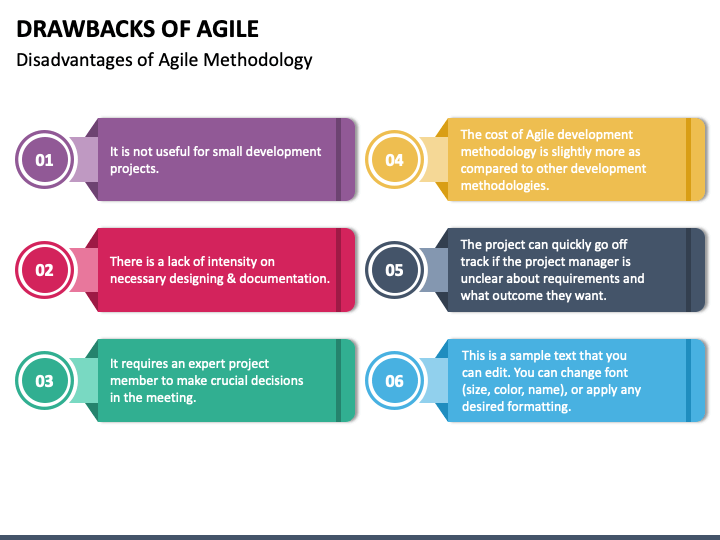 DRAWBACKS OF AGILE
Disadvantages of Agile Methodology
01
It is not useful for small development
projects.
02
There is a lack of intensity on
necessary designing & documentation.
03
It requires an expert project
member to make crucial decisions
in the meeting.
04
The cost of Agile development
methodology is slightly more as
compared to other development
methodologies.
05
The project can quickly go off
track if the project manager is
unclear about requirements and
what outcome they want.
06
This is a sample text that you
can edit. You can change font
(size, color, name), or apply any
desired formatting.